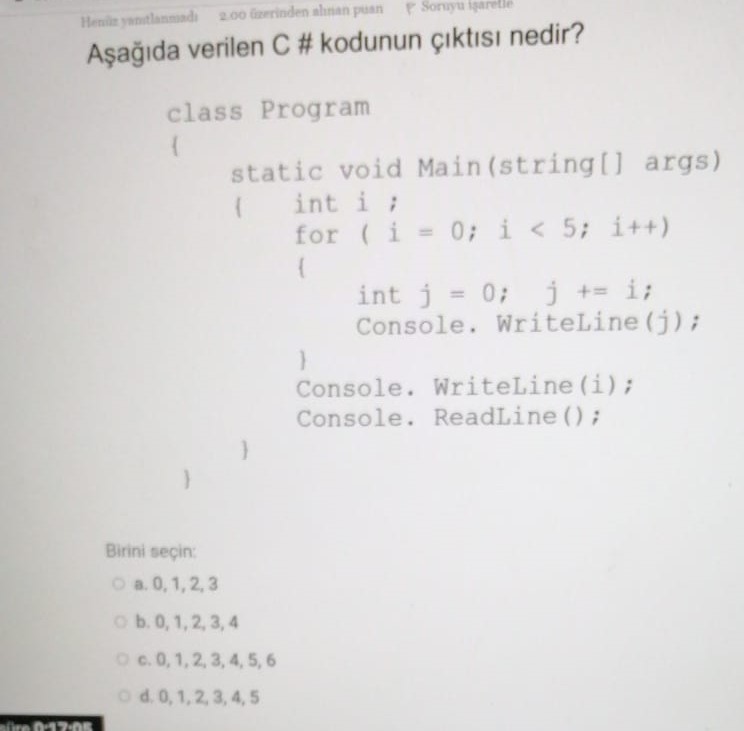 Henüz yanıtlanmadı 2.00 üzerinden alınan puan Soruyu işaretle
Aşağıda verilen C # kodunun çıktısı nedir?
class Program
{
static void Main(string[] args)
{ int i ;
for ( i = 0; i < 5; i++)
{
int j = 0; j += i;
Console. WriteLine(j);
}
Console. WriteLine(i);
Console. ReadLine();
}
}
Birini seçin:
a. 0, 1, 2, 3
b. 0, 1, 2, 3, 4
c. 0, 1, 2, 3, 4, 5, 6
d. 0, 1, 2, 3, 4, 5
süre 0:17:05